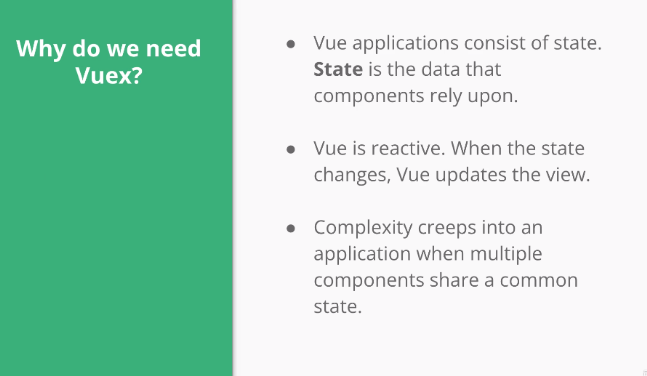 Why do we need
Vuex?
● Vue applications consist of state.
State is the data that
components rely upon.
● Vue is reactive. When the state
changes, Vue updates the view.
● Complexity creeps into an
application when multiple
components share a common
state.